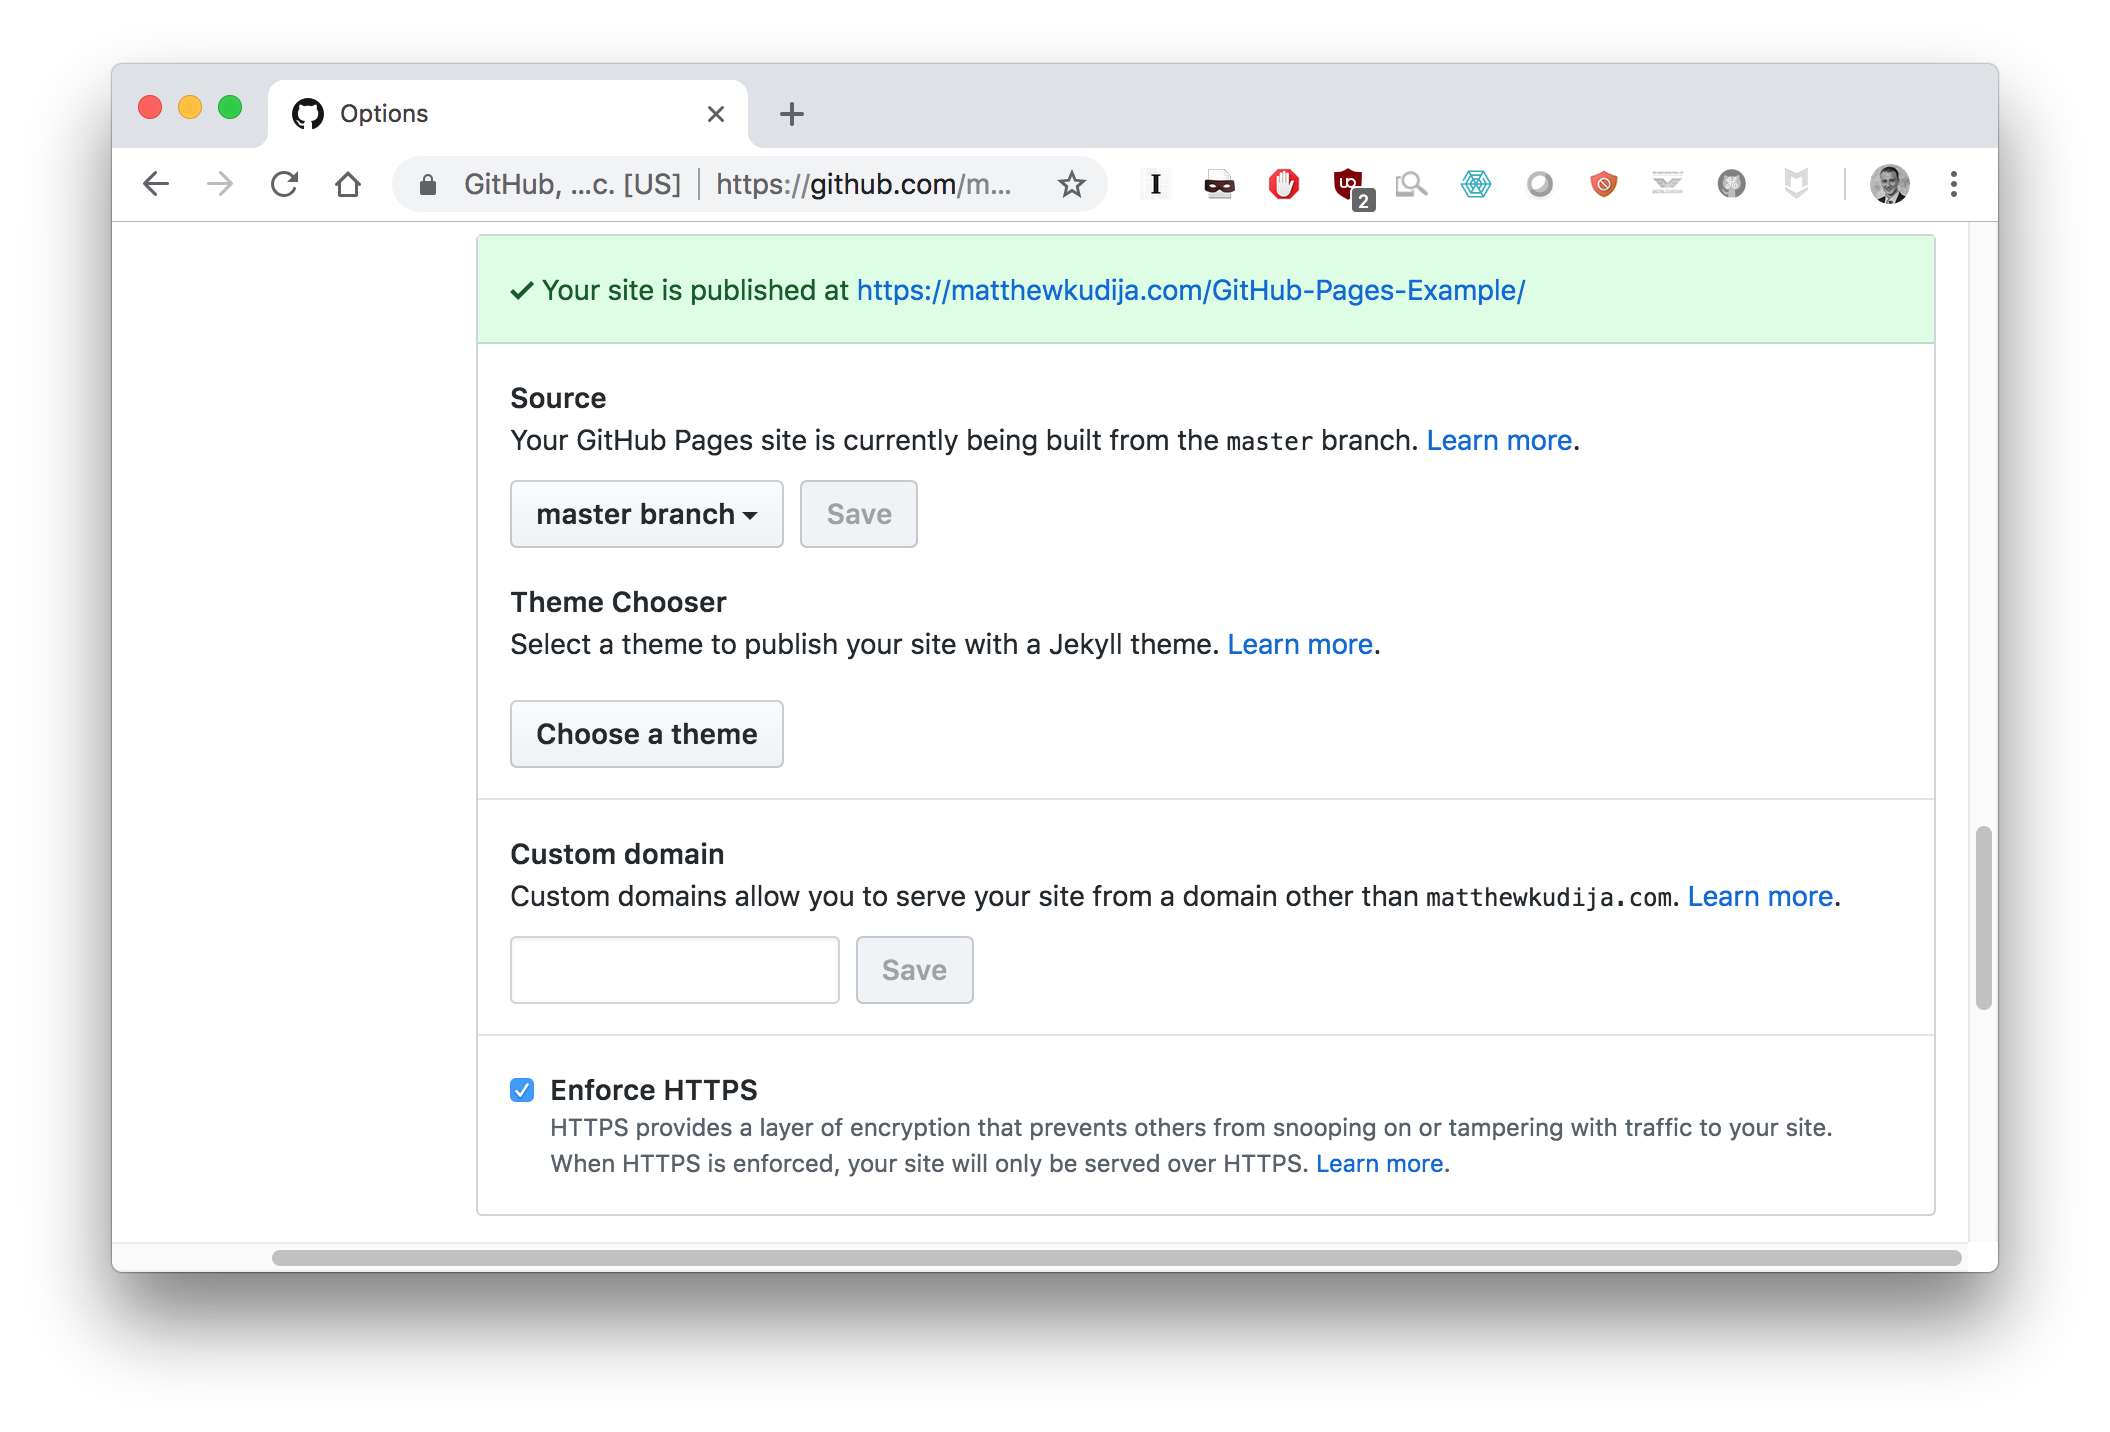 Options
GitHub, ...c. [US] https://github.com/m...
2
Your site is published at https://matthewkudija.com/GitHub-Pages-Example/
Source
Your GitHub Pages site is currently being built from the master branch. Learn more.
master branch Save
Theme Chooser
Select a theme to publish your site with a Jekyll theme. Learn more.
Choose a theme
Custom domain
Custom domains allow you to serve your site from a domain other than matthewkudija.com. Learn more.
Save
Enforce HTTPS
HTTPS provides a layer of encryption that prevents others from snooping on or tampering with traffic to your site.
When HTTPS is enforced, your site will only be served over HTTPS. Learn more.